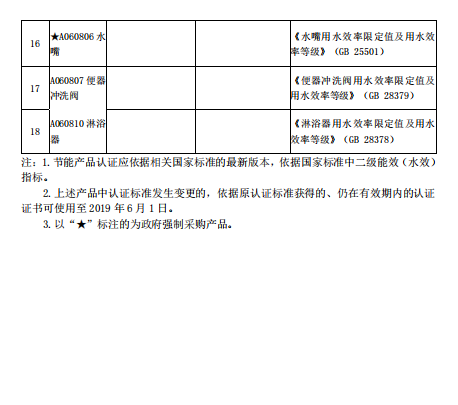 16
★A060806 水
嘴
《水嘴用水效率限定值及用水效
率等级》（GB 25501）
17
A060807 便器
冲洗阀
《便器冲洗阀用水效率限定值及
用水效率等级》（GB 28379）
18
A060810 淋浴
器
《淋浴器用水效率限定值及用水
效率等级》（GB 28378）
注：1. 节能产品认证应依据相关国家标准的最新版本，依据国家标准中二级能效（水效）
指标。
2. 上述产品中认证标准发生变更的，依据原认证标准获得的、仍在有效期内的认证
证书可使用至 2019 年 6 月 1 日。
3. 以“★”标注的为政府强制采购产品。